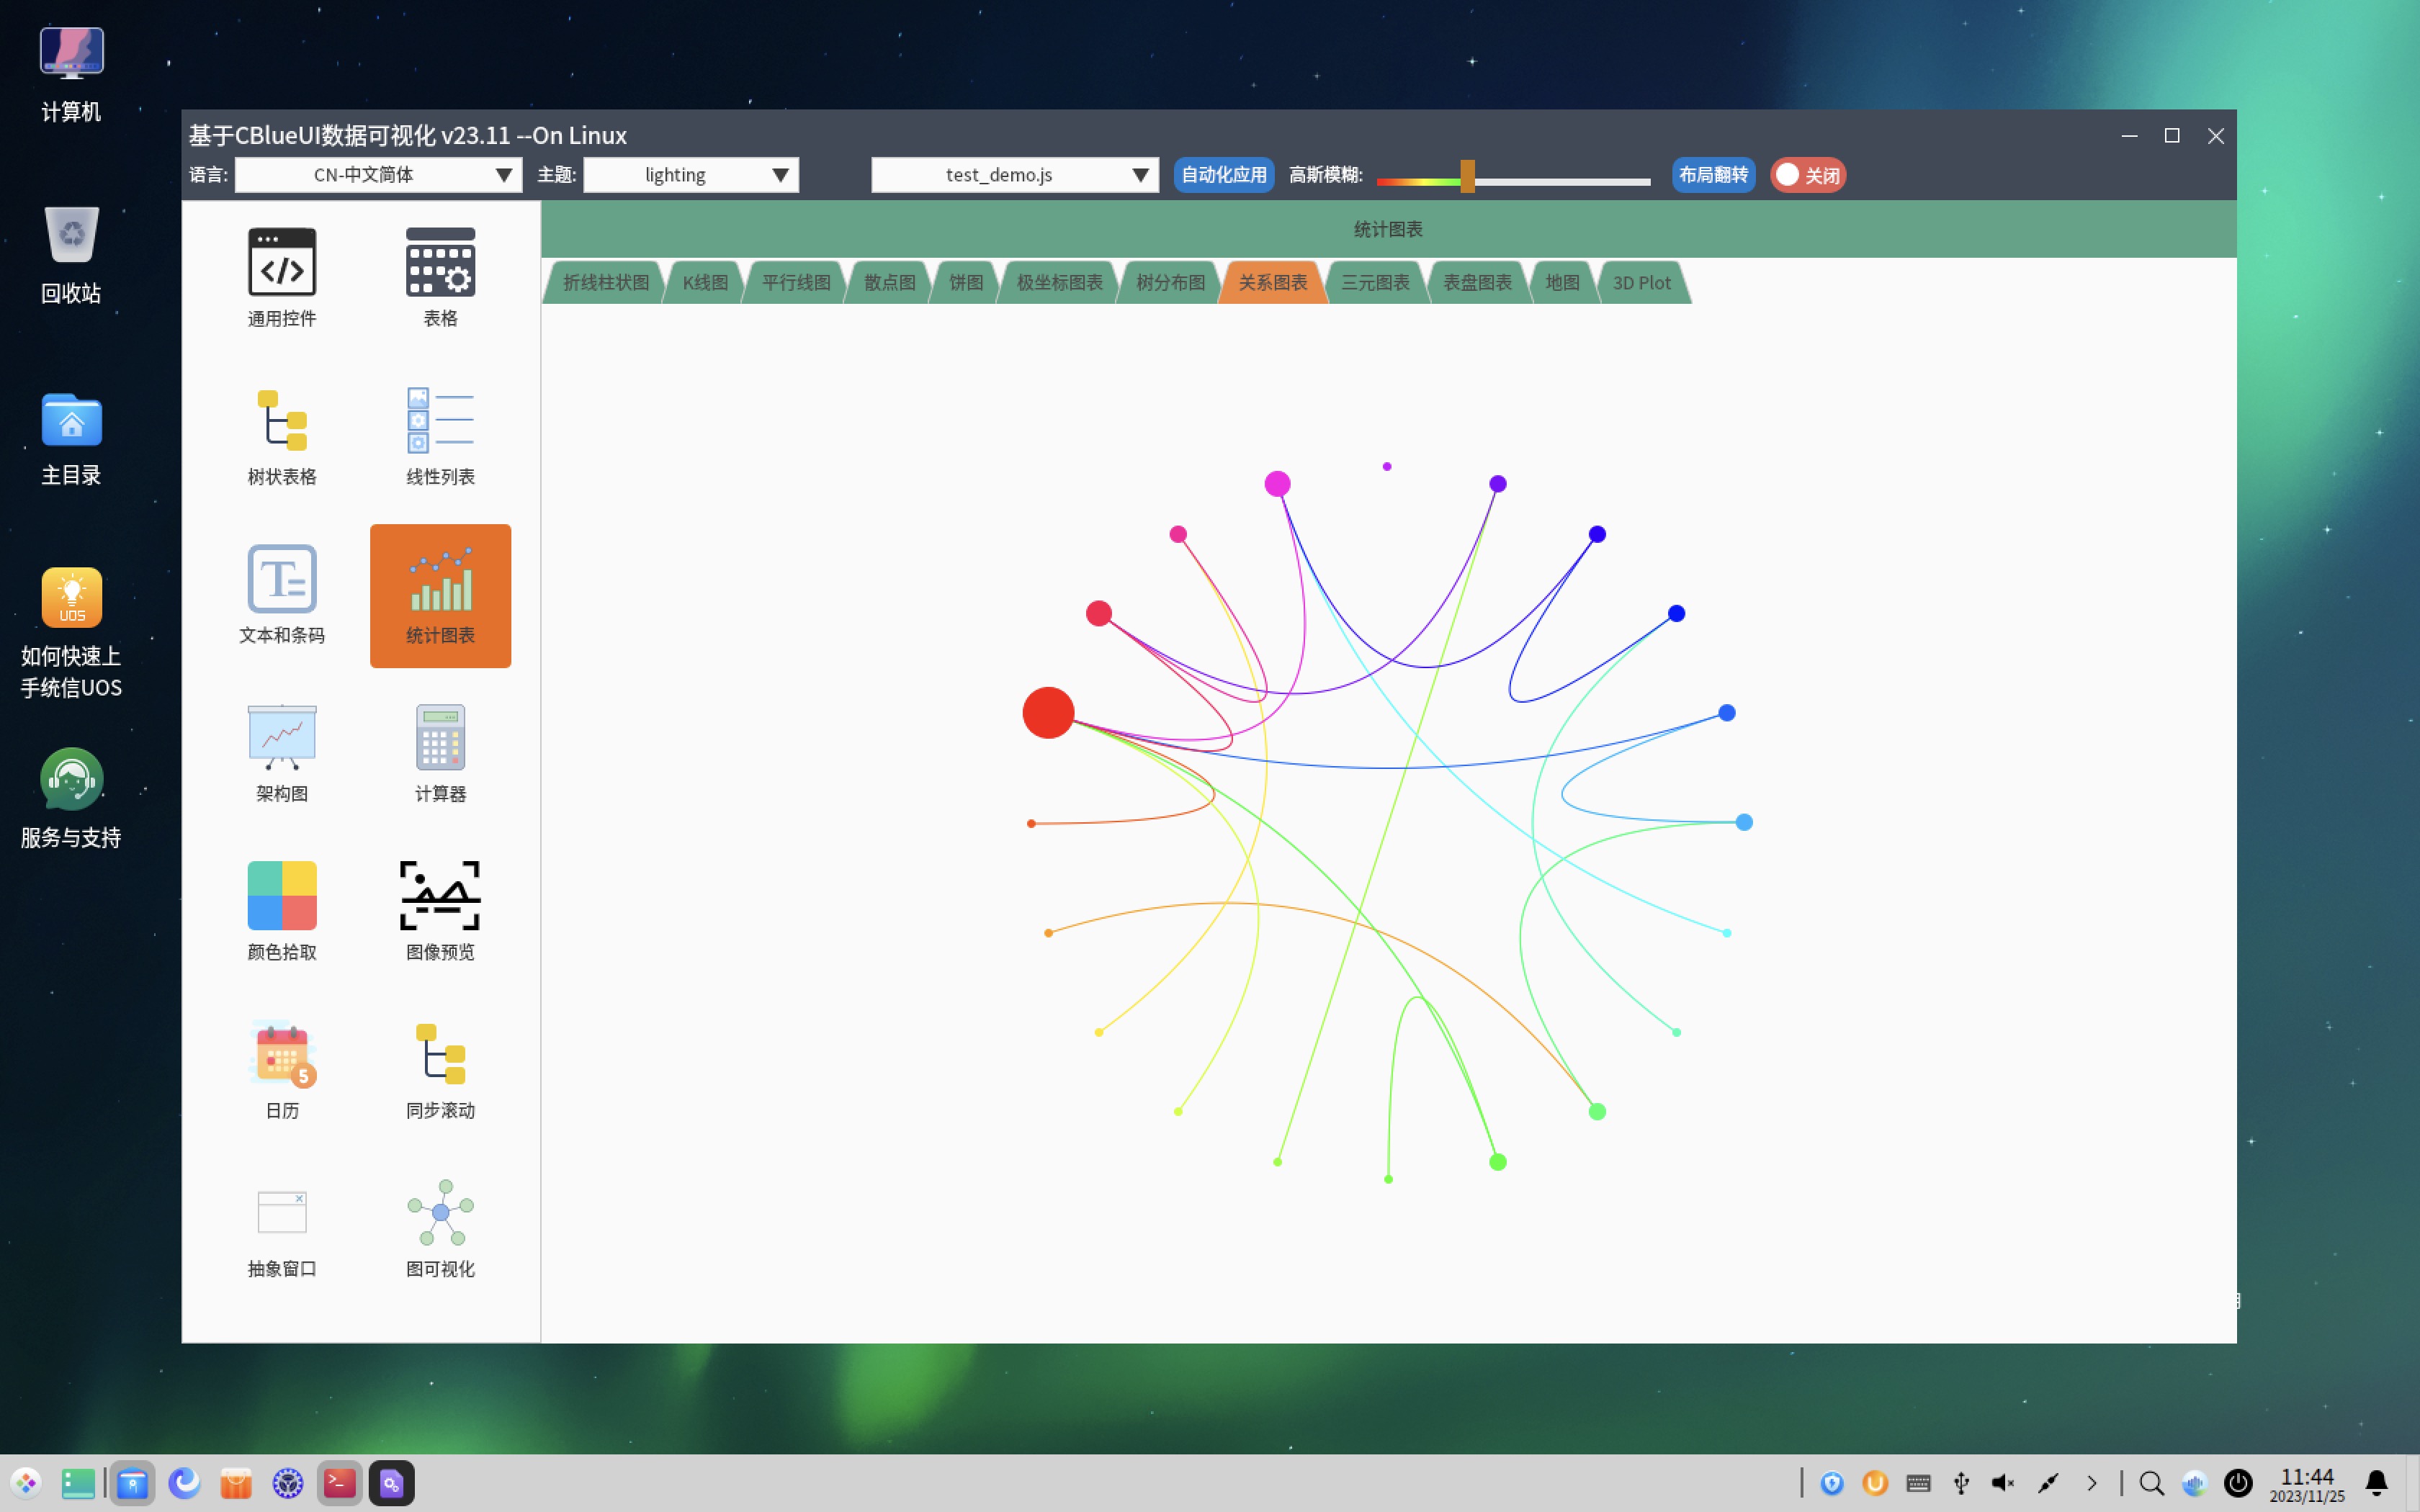 计算机
回收站
主目录
UOS
如何快速上
手统信UOS
服务与支持
基于CBlueUI数据可视化 v23.11 --On Linux
语言: CN-中文简体 主题: lighting test_demo.js 自动化应用 高斯模糊: 布局翻转 关闭
统计图表
折线柱状图 K线图 平行线图 散点图 饼图 极坐标图表 树分布图 关系图表 三元图表 表盘图表 地图 3D Plot
通用控件 表格
树状表格 线性列表
文本和条码 统计图表
架构图 计算器
颜色拾取 图像预览
5
日历 同步滚动
抽象窗口 图可视化
11:44
2023/11/25